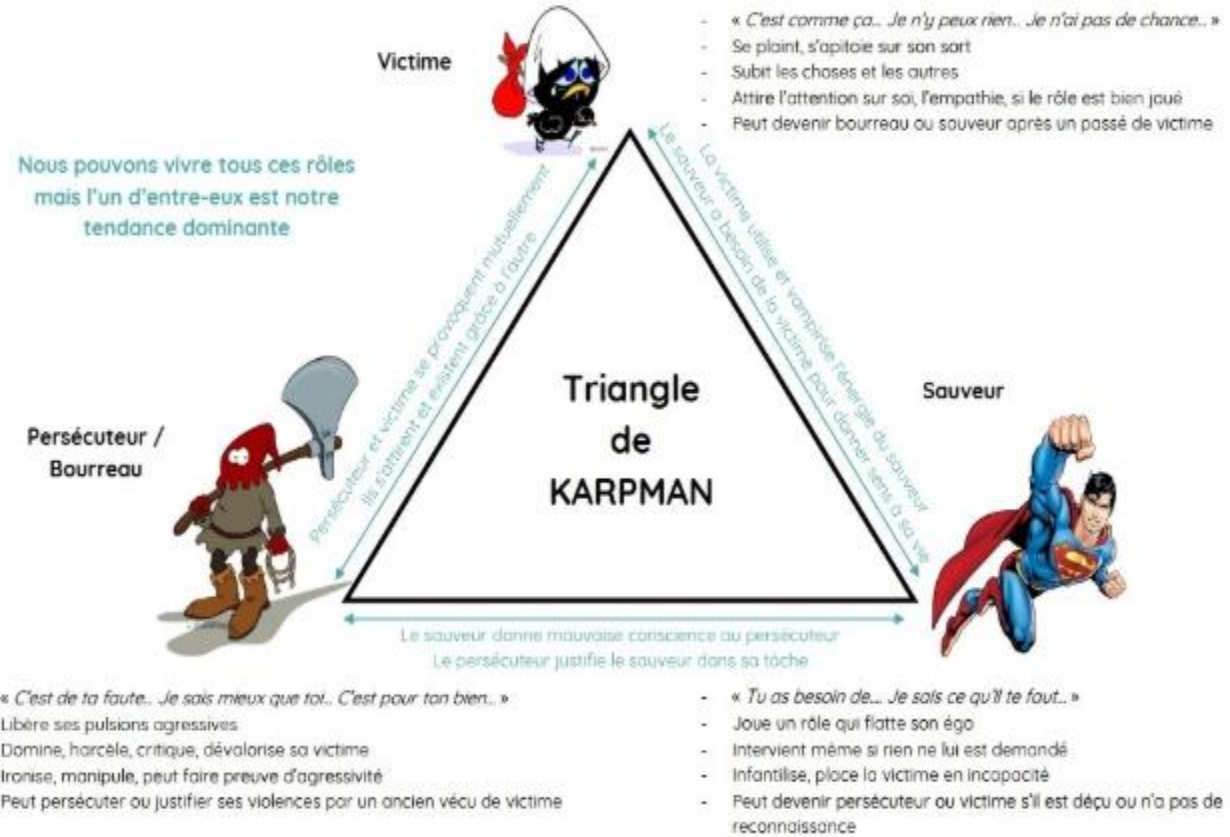 Victime
- « C'est comme ça... Je n'y peux rien... Je n'ai pas de chance... »
- Se plaint, s'apitoie sur son sort
- Subit les choses et les autres
- Attire l'attention sur soi, l'empathie, si le rôle est bien joué
- Peut devenir bourreau ou sauveur après un passé de victime
Nous pouvons vivre tous ces rôles
mais l'un d'entre-eux est notre
tendance dominante
Persécuteur et victime se provoquent mutuellement
Ils s'attirent et existent grâce à l'autre
La victime utilise et vampirise l'énergie du sauveur
Le sauveur a besoin de la victime pour donner sens à sa vie
Triangle
de
KARPMAN
Sauveur
Persécuteur /
Bourreau
Le sauveur donne mauvaise conscience au persécuteur
Le persécuteur justifie le sauveur dans sa tâche
« C'est de ta faute... Je sais mieux que toi... C'est pour ton bien... »
Libère ses pulsions agressives
Domine, harcèle, critique, dévalorise sa victime
Ironise, manipule, peut faire preuve d'agressivité
Peut persécuter ou justifier ses violences par un ancien vécu de victime
- « Tu as besoin de.... Je sais ce qu'il te faut... »
- Joue un rôle qui flatte son égo
- Intervient même si rien ne lui est demandé
- Infantilise, place la victime en incapacité
- Peut devenir persécuteur ou victime s'il est déçu ou n'a pas de
reconnaissance